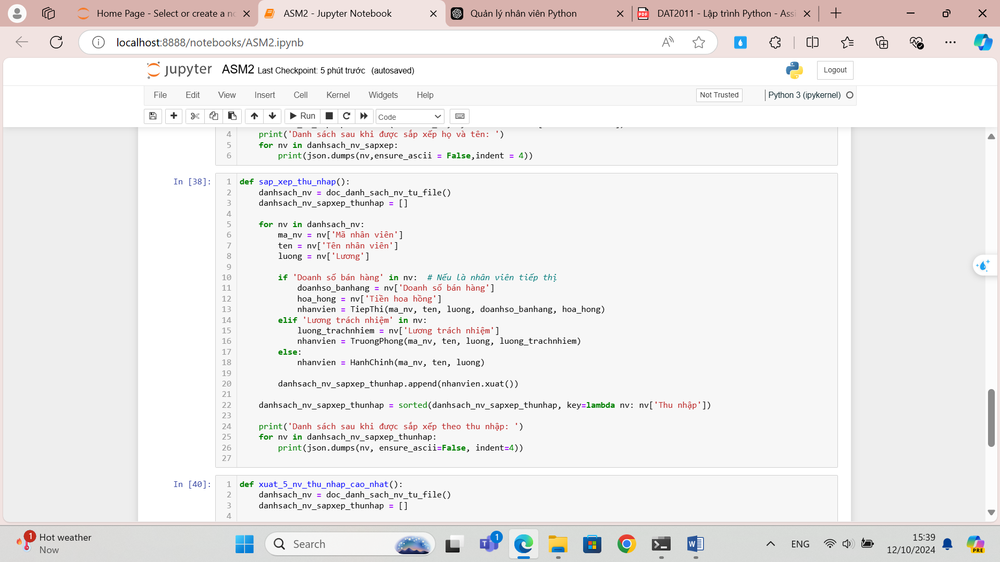 Home Page - Select or create a no
ASM2 - Jupyter Notebook
Quản lý nhân viên Python
DAT2011 - Lập trình Python - Assi
localhost:8888/notebooks/ASM2.ipynb
jupyter ASM2 Last Checkpoint: 5 phút trước (autosaved)
Logout
File Edit View Insert Cell Kernel Widgets Help
Not Trusted
Python 3 (ipykernel)
Run
Code
4 print('Danh sách sau khi được sắp xếp họ và tên: ')
5 for nv in danhsach_nv_sapxep:
6 print(json.dumps(nv,ensure_ascii = False,indent = 4))
In [38]:
1 def sap_xep_thu_nhap():
2 danhsach_nv = doc_danh_sach_nv_tu_file()
3 danhsach_nv_sapxep_thunhap = []
4
5 for nv in danhsach_nv:
6 ma_nv = nv['Mã nhân viên']
7 ten = nv['Tên nhân viên']
8 luong = nv['Lương']
9
10 if 'Doanh số bán hàng' in nv: # Nếu là nhân viên tiếp thị
11 doanhso_banhang = nv['Doanh số bán hàng']
12 hoa_hong = nv['Tiền hoa hồng']
13 nhanvien = TiepThi(ma_nv, ten, luong, doanhso_banhang, hoa_hong)
14 elif 'Lương trách nhiệm' in nv:
15 luong_trachnhiem = nv['Lương trách nhiệm']
16 nhanvien = TruongPhong(ma_nv, ten, luong, luong_trachnhiem)
17 else:
18 nhanvien = HanhChinh(ma_nv, ten, luong)
19
20 danhsach_nv_sapxep_thunhap.append(nhanvien.xuat())
21
22 danhsach_nv_sapxep_thunhap = sorted(danhsach_nv_sapxep_thunhap, key=lambda nv: nv['Thu nhập'])
23
24 print('Danh sách sau khi được sắp xếp theo thu nhập: ')
25 for nv in danhsach_nv_sapxep_thunhap:
26 print(json.dumps(nv, ensure_ascii=False, indent=4))
27
In [40]:
1 def xuat_5_nv_thu_nhap_cao_nhat():
2 danhsach_nv = doc_danh_sach_nv_tu_file()
3 danhsach_nv_sapxep_thunhap = []
4
1
Hot weather
Now
Search
1
ENG
15:39
12/10/2024
PRE